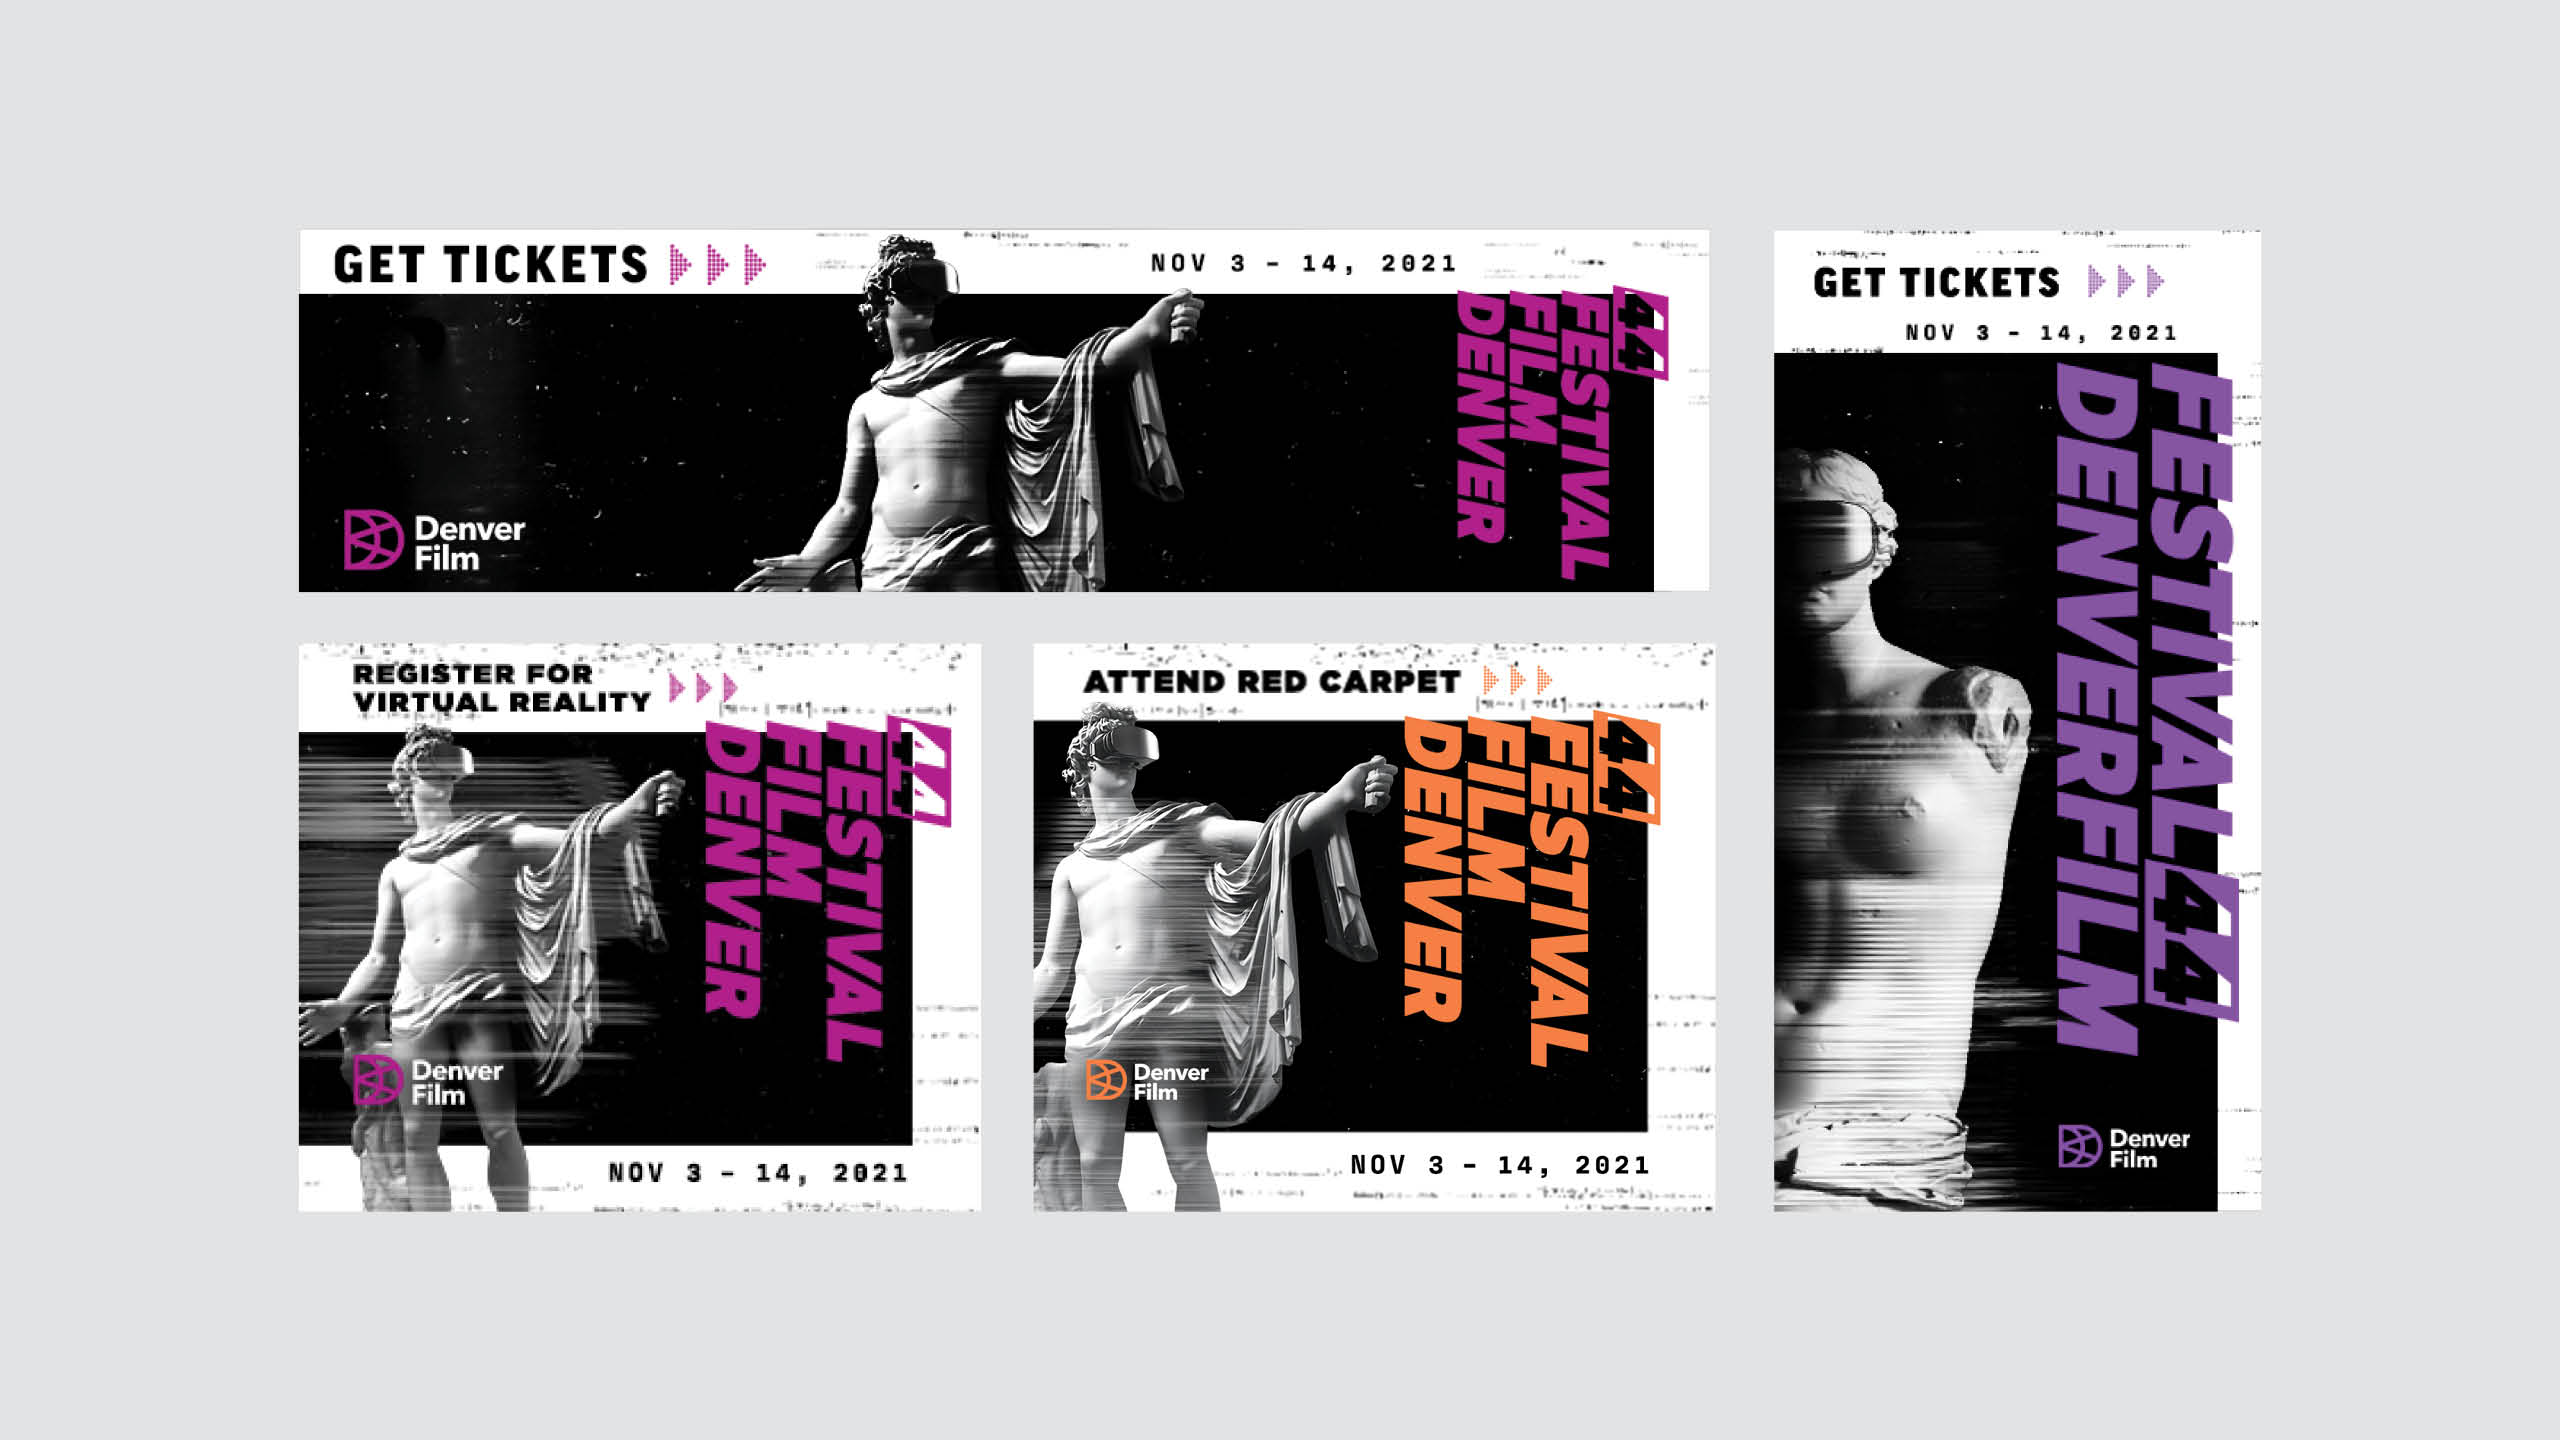 GET TICKETS
NOV 3 - 14, 2021
44
FESTIVAL
FILM
DENVER
Denver
Film
GET TICKETS
NOV 3 - 14, 2021
FESTIVAL 44
DENVERFILM
Denver
Film
REGISTER FOR
VIRTUAL REALITY
44
FESTIVAL
FILM
DENVER
Denver
Film
NOV 3 - 14, 2021
ATTEND RED CARPET
44
FESTIVAL
FILM
DENVER
Denver
Film
NOV 3 - 14, 2021